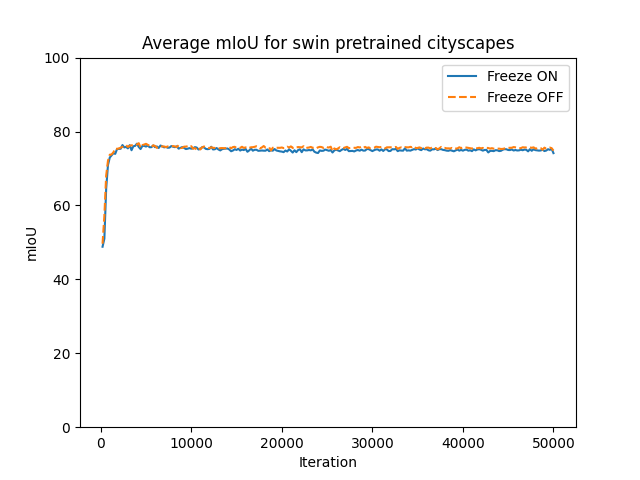 Average mIoU for swin pretrained cityscapes
Freeze ON
Freeze OFF
100
80
60
40
20
0
mIoU
0 10000 20000 30000 40000 50000
Iteration